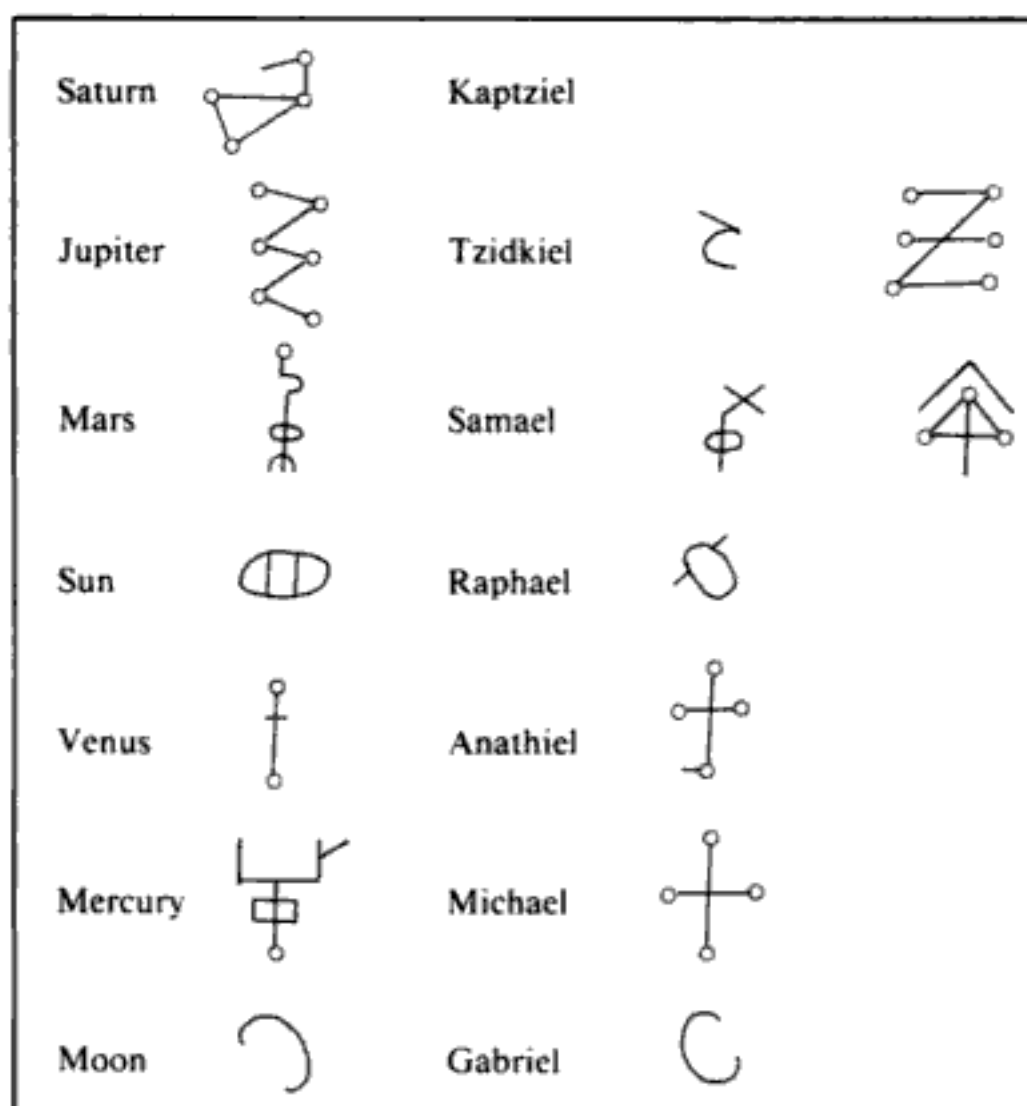 Saturn Kaptziel
Jupiter Tzidkiel
Mars Samael
Sun Raphael
Venus Anathiel
Mercury Michael
Moon Gabriel